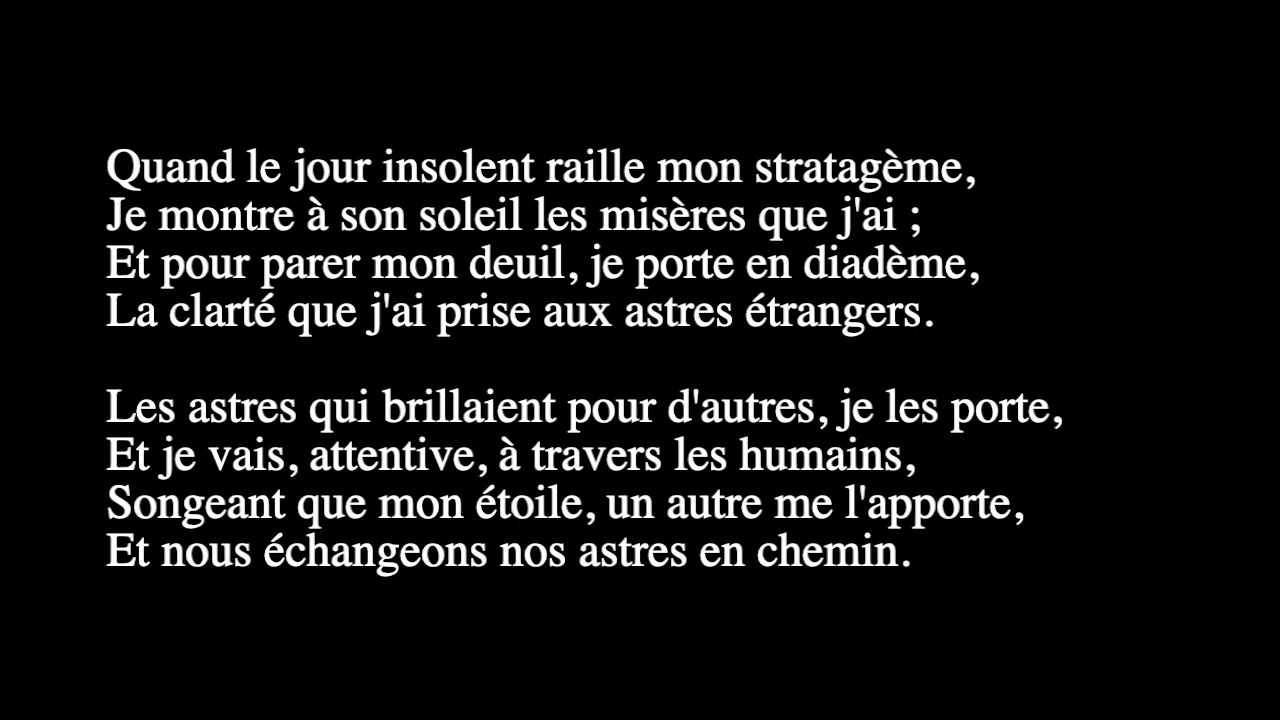 Quand le jour insolent raille mon stratagème,
Je montre à son soleil les misères que j'ai ;
Et pour parer mon deuil, je porte en diadème,
La clarté que j'ai prise aux astres étrangers.

Les astres qui brillaient pour d'autres, je les porte,
Et je vais, attentive, à travers les humains,
Songeant que mon étoile, un autre me l'apporte,
Et nous échangeons nos astres en chemin.